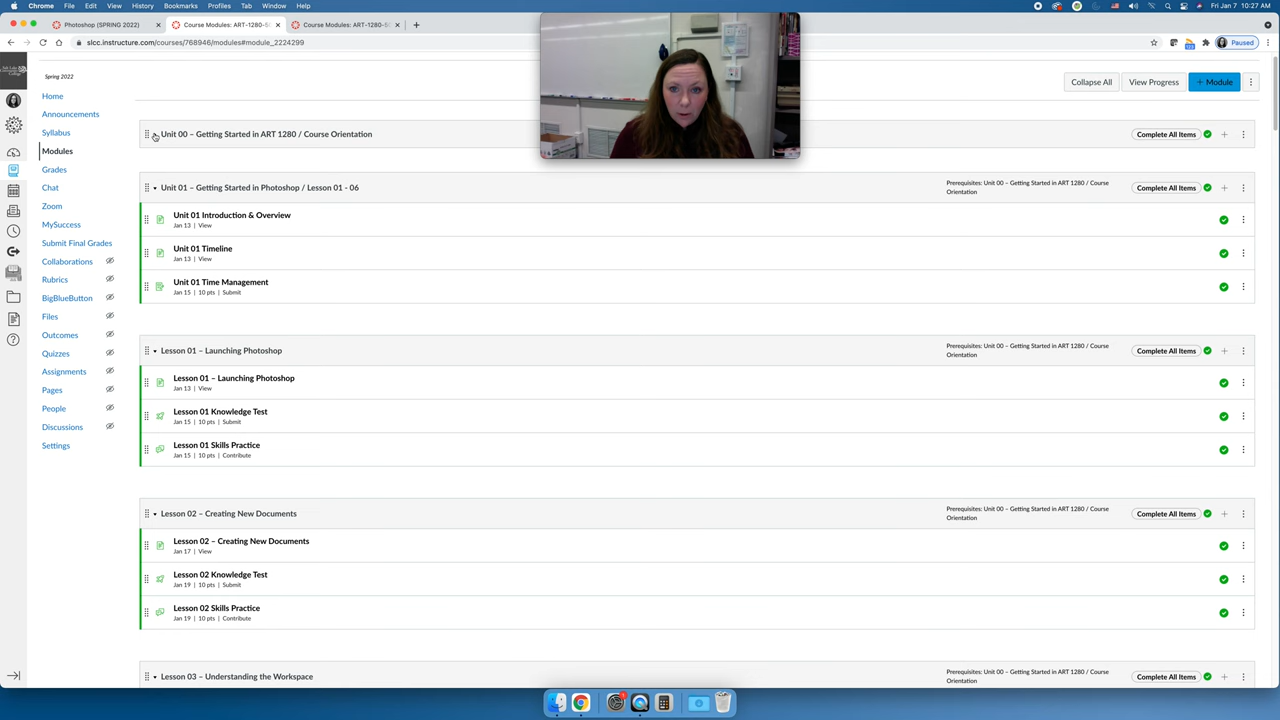 Chrome File Edit View History Bookmarks Profiles Tab Window Help
Fri Jan 7 10:27 AM
Photoshop (SPRING 2022)
Course Modules: ART-1280-5
Course Modules: ART-1280-8
slcc.instructure.com/courses/768946/modules#module_2224299
Paused
Spring 2022
Home
Announcements
Syllabus
Modules
Grades
Chat
Zoom
MySuccess
Submit Final Grades
Collaborations
Rubrics
BigBlueButton
Files
Outcomes
Quizzes
Assignments
Pages
People
Discussions
Settings
Collapse All
View Progress
+ Module
Unit 00 – Getting Started in ART 1280 / Course Orientation
Complete All Items
Unit 01 – Getting Started in Photoshop / Lesson 01 - 06
Prerequisites: Unit 00 – Getting Started in ART 1280 / Course
Orientation
Complete All Items
Unit 01 Introduction & Overview
Jan 13 | View
Unit 01 Timeline
Jan 13 | View
Unit 01 Time Management
Jan 15 | 10 pts | Submit
Lesson 01 – Launching Photoshop
Prerequisites: Unit 00 – Getting Started in ART 1280 / Course
Orientation
Complete All Items
Lesson 01 – Launching Photoshop
Jan 13 | View
Lesson 01 Knowledge Test
Jan 15 | 10 pts | Submit
Lesson 01 Skills Practice
Jan 15 | 10 pts | Contribute
Lesson 02 – Creating New Documents
Prerequisites: Unit 00 – Getting Started in ART 1280 / Course
Orientation
Complete All Items
Lesson 02 – Creating New Documents
Jan 17 | View
Lesson 02 Knowledge Test
Jan 19 | 10 pts | Submit
Lesson 02 Skills Practice
Jan 19 | 10 pts | Contribute
Lesson 03 – Understanding the Workspace
Prerequisites: Unit 00 – Getting Started in ART 1280 / Course
Orientation
Complete All Items